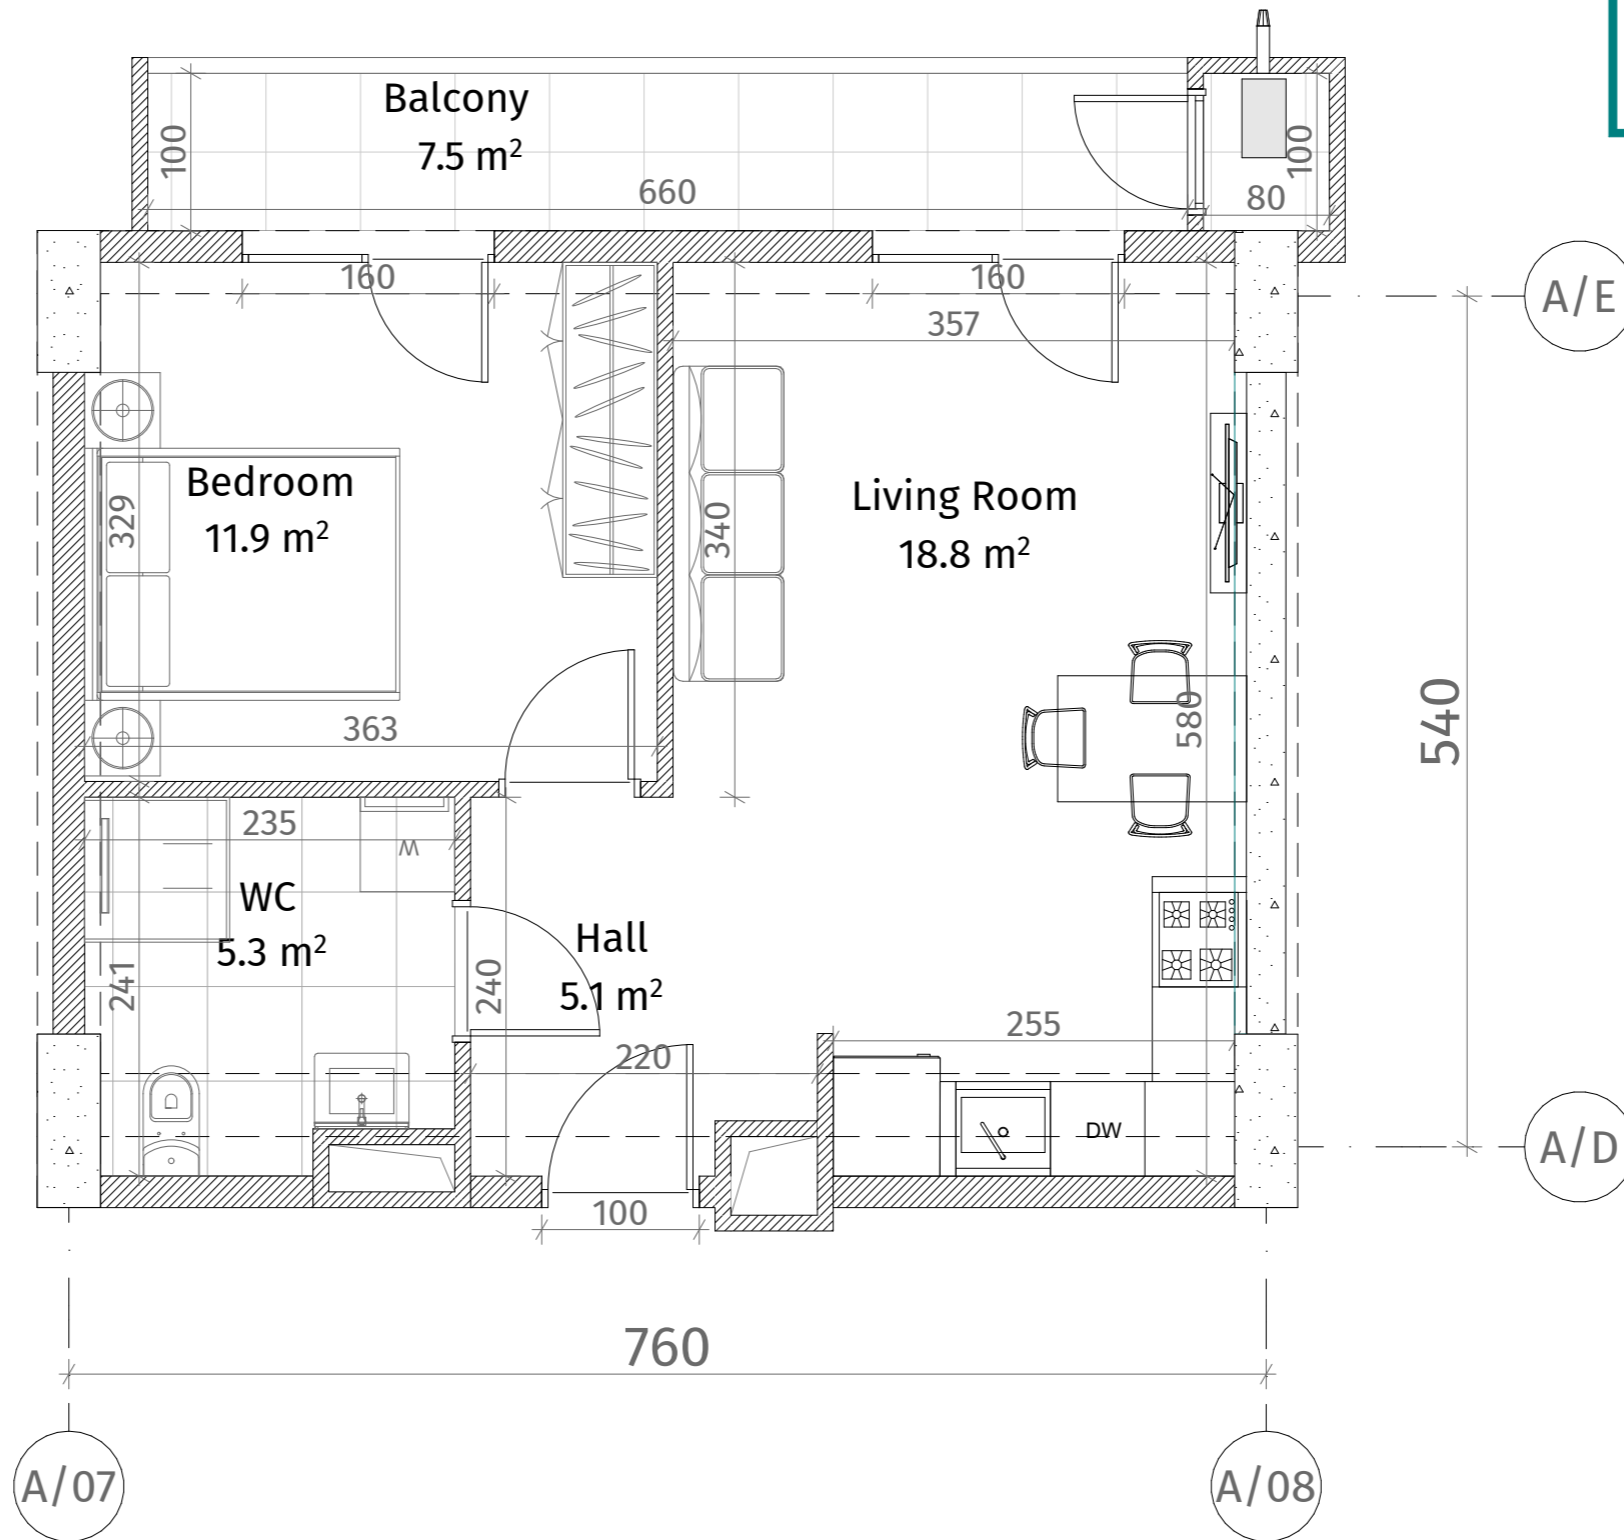 Balcony
7.5 m²
100
660
100
80
A/E
160
160
357
Bedroom
11.9 m²
329
Living Room
18.8 m²
340
580
540
363
235
W
WC
5.3 m²
241
Hall
5.1 m²
240
255
220
DW
A/D
100
760
A/07
A/08